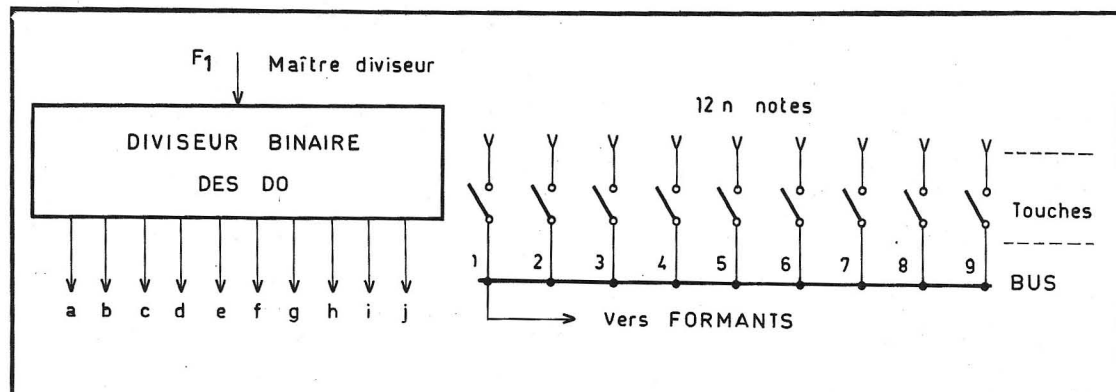 F1 Maître diviseur
DIVISEUR BINAIRE
DES DO
a b c d e f g h i j
12 n notes
Touches
1 2 3 4 5 6 7 8 9
BUS
Vers FORMANTS